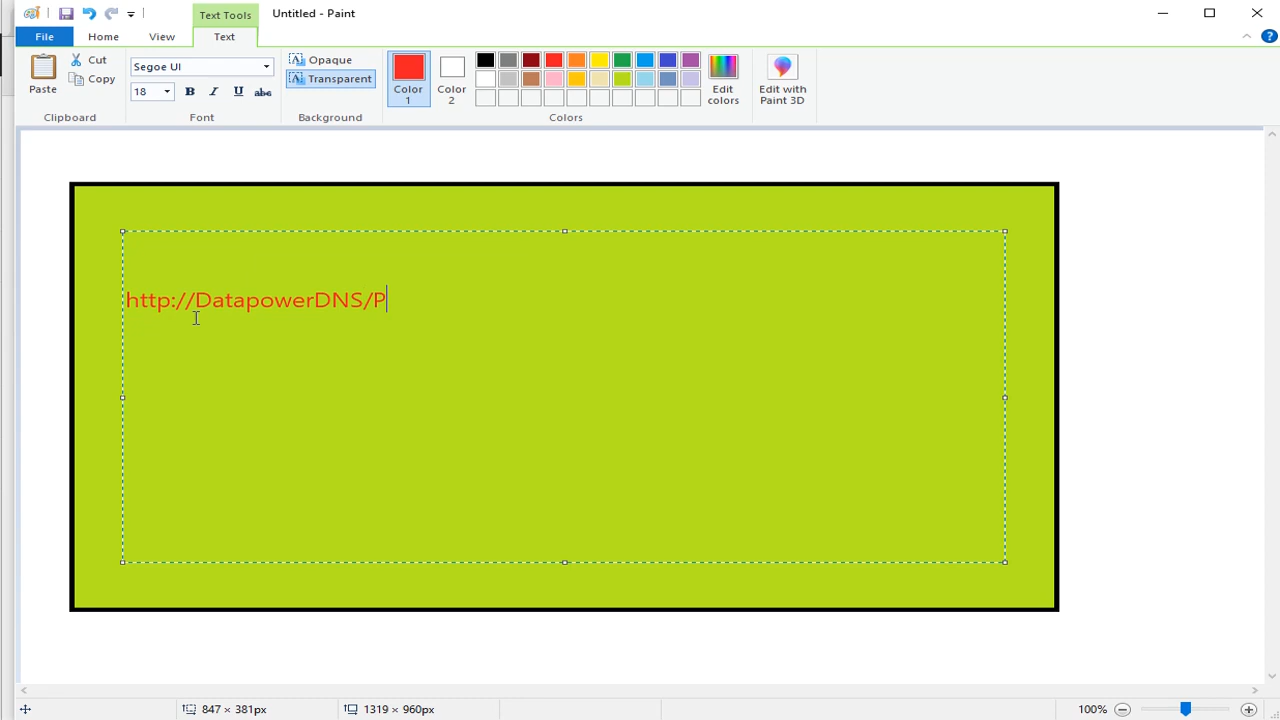 Text Tools
Untitled - Paint
File
Home
View
Text
Paste
Cut
Copy
Clipboard
Segoe UI
18
B
I
U
abc
Font
Opaque
Transparent
Background
Color
1
Color
2
Edit
colors
Colors
Edit with
Paint 3D
http://DatapowerDNS/P
847 × 381px
1319 × 960px
100%